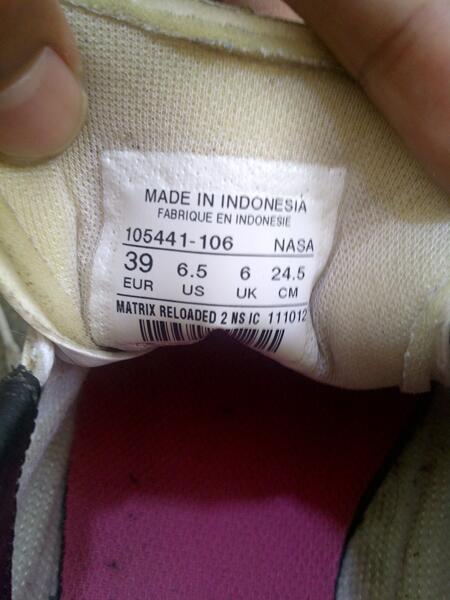 MADE IN INDONESIA
FABRIQUE EN INDONESIE
105441-106 NASA
39 6.5 6 24.5
EUR US UK CM
MATRIX RELOADED 2 NS IC 111012